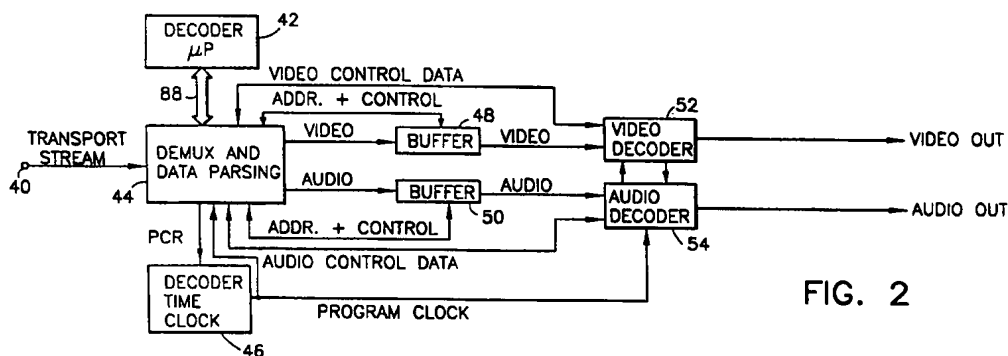 DECODER
μP
42
88
VIDEO CONTROL DATA
ADDR. + CONTROL
48
52
TRANSPORT
STREAM
40
44
DEMUX AND
DATA PARSING
VIDEO
BUFFER
VIDEO
VIDEO
DECODER
VIDEO OUT
AUDIO
BUFFER
50
AUDIO
AUDIO
DECODER
54
AUDIO OUT
ADDR. + CONTROL
PCR
AUDIO CONTROL DATA
DECODER
TIME
CLOCK
46
PROGRAM CLOCK
FIG. 2